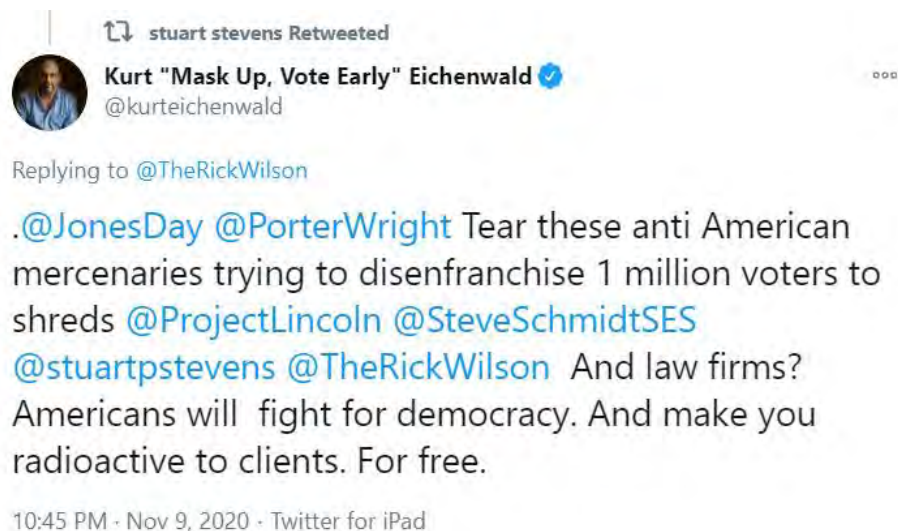 stuart stevens Retweeted
Kurt "Mask Up, Vote Early" Eichenwald
@kurteichenwald
Replying to @TheRickWilson
.@JonesDay @PorterWright Tear these anti American
mercenaries trying to disenfranchise 1 million voters to
shreds @ProjectLincoln @SteveSchmidtSES
@stuartpstevens @TheRickWilson  And law firms?
Americans will  fight for democracy. And make you
radioactive to clients. For free.
10:45 PM · Nov 9, 2020 · Twitter for iPad